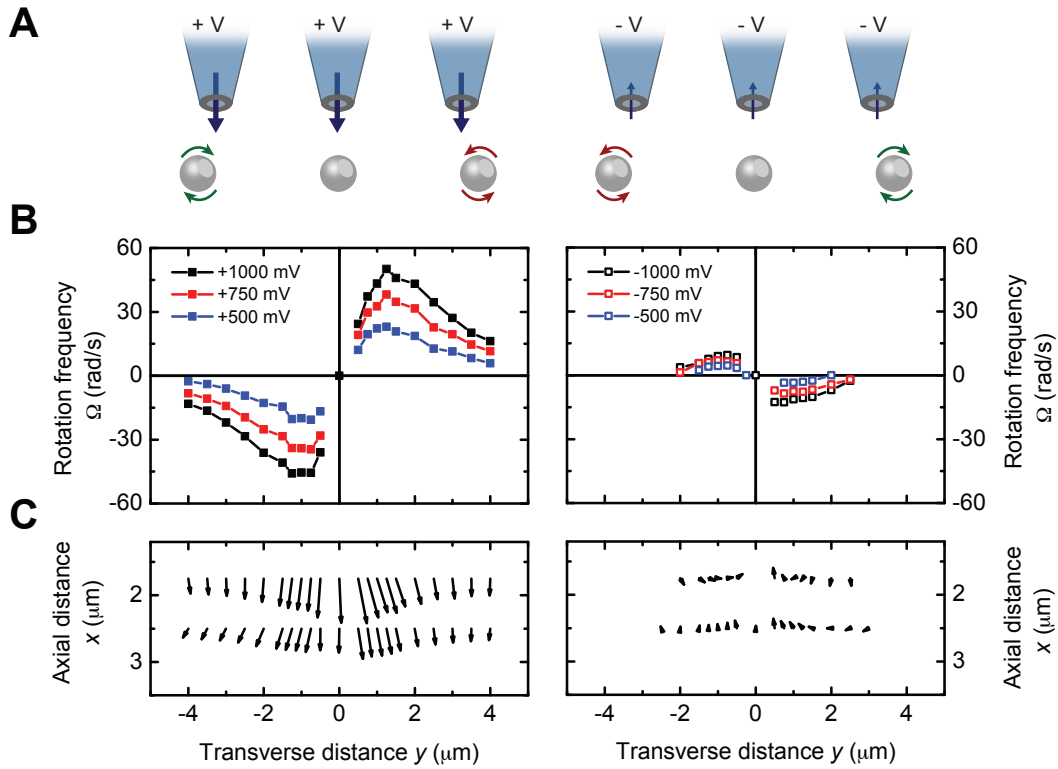 A
+ V
+ V
+ V
- V
- V
- V
B
60
30
0
-30
-60
Rotation frequency
Ω (rad/s)
+1000 mV
+750 mV
+500 mV
-1000 mV
-750 mV
-500 mV
60
30
0
-30
-60
Rotation frequency
Ω (rad/s)
C
Axial distance
x (μm)
2
3
-4
-2
0
2
4
Transverse distance y (μm)
-4
-2
0
2
4
Transverse distance y (μm)
2
3
Axial distance
x (μm)